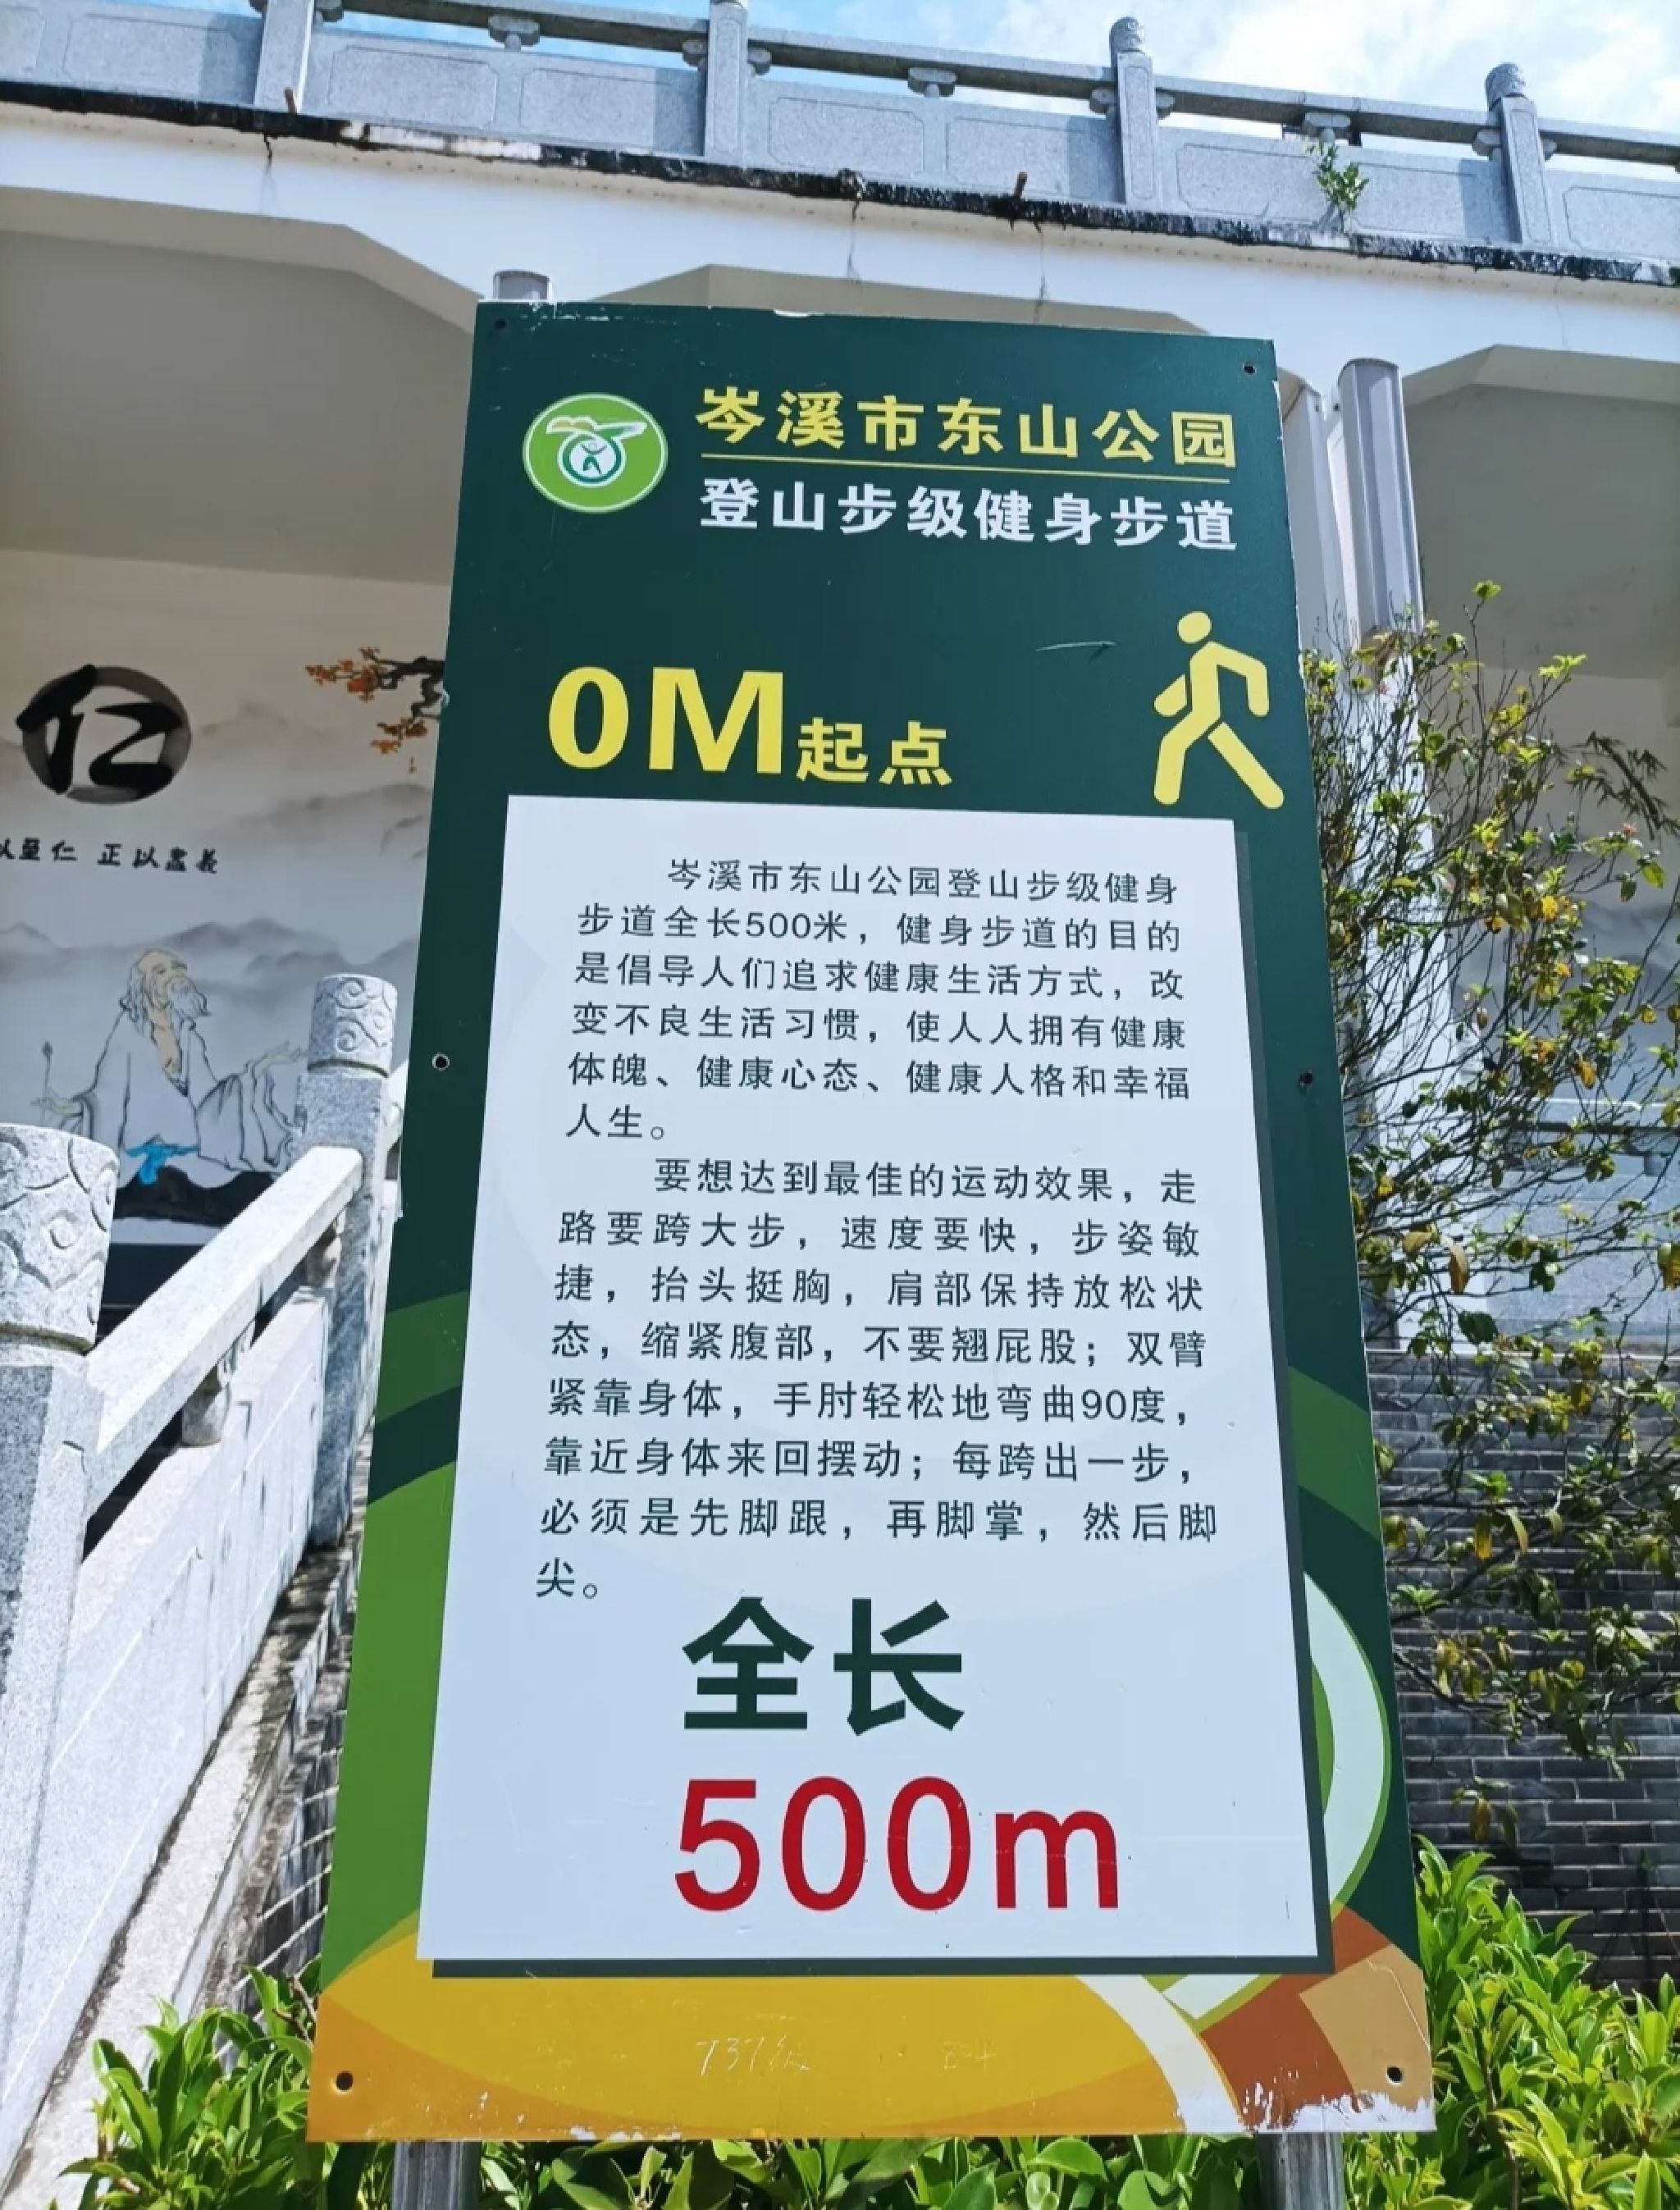 岑溪市东山公园
登山步级健身步道
0M起点
岑溪市东山公园登山步级健身
步道全长500米，健身步道的目的
是倡导人们追求健康生活方式，改
变不良生活习惯，使人人拥有健康
体魄、健康心态、健康人格和幸福
人生。
要想达到最佳的运动效果，走
路要跨大步，速度要快，步姿敏
捷，抬头挺胸，肩部保持放松状
态，缩紧腹部，不要翘屁股；双臂
紧靠身体，手肘轻松地弯曲90度，
靠近身体来回摆动；每跨出一步，
必须是先脚跟，再脚掌，然后脚
尖。
全长
500m
仁
以至仁 正以尽义
737级